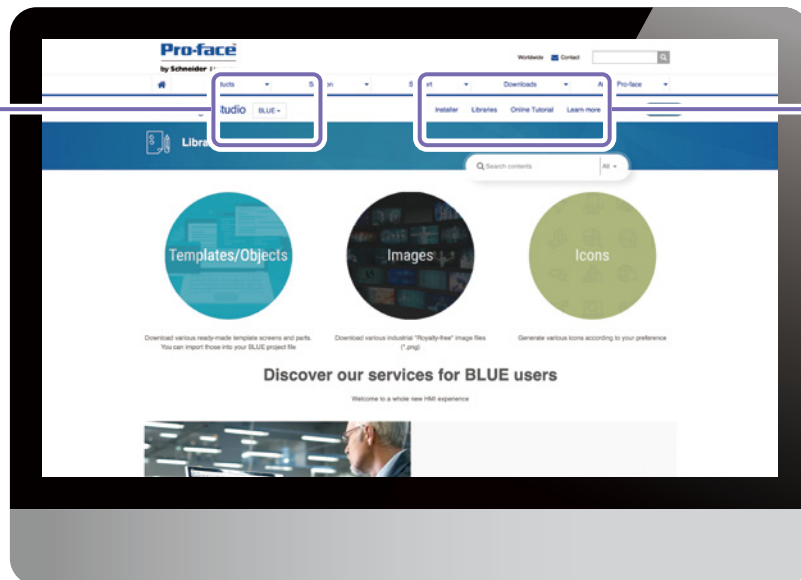 Pro-face
by Schneider
Worldwide Contact
ucts Downloads Pro-face
tudio BLUE Installer Libraries Online Tutorial Learn more
Libra
Search contents All
Templates/Objects Images Icons
Download various ready-made template screens and parts. Download various industrial "Royalty-free" image files Generate various icons according to your preference
You can import those into your BLUE project file (*.png)
Discover our services for BLUE users
Welcome to a whole new HMI experience